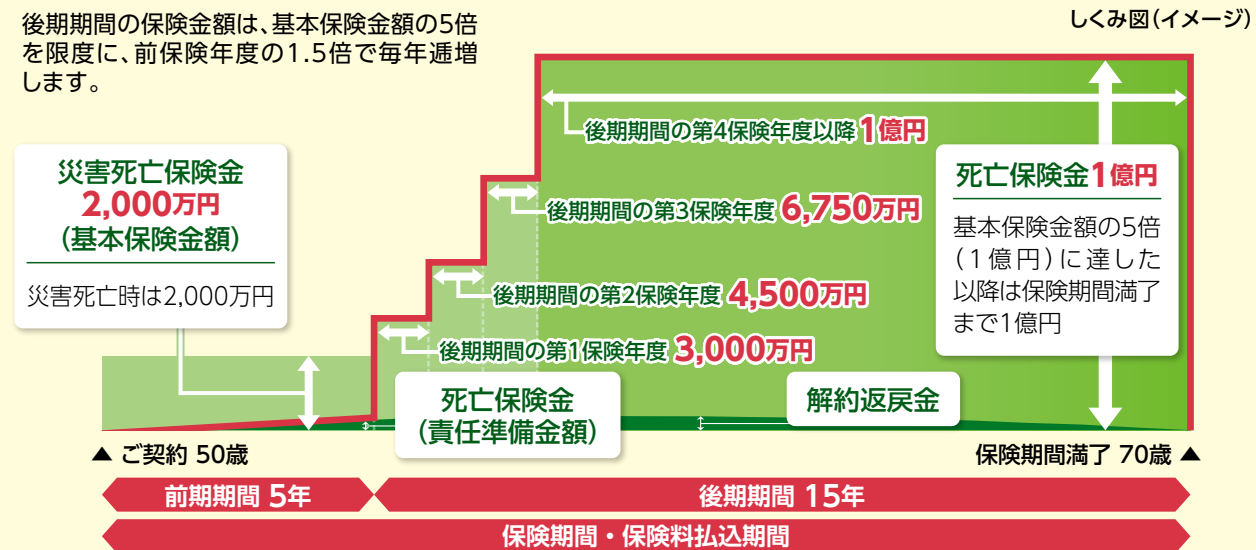 後期期間の保険金額は、基本保険金額の5倍
を限度に、前保険年度の1.5倍で毎年逓増
します。
しくみ図(イメージ)
後期期間の第4保険年度以降 1億円
災害死亡保険金
2,000万円
(基本保険金額)
災害死亡時は2,000万円
死亡保険金1億円
基本保険金額の5倍
(1億円)に達した
以降は保険期間満了
まで1億円
後期期間の第3保険年度 6,750万円
後期期間の第2保険年度 4,500万円
後期期間の第1保険年度 3,000万円
死亡保険金
(責任準備金額)
解約返戻金
▲ ご契約 50歳
保険期間満了 70歳 ▲
前期期間 5年
後期期間 15年
保険期間・保険料払込期間